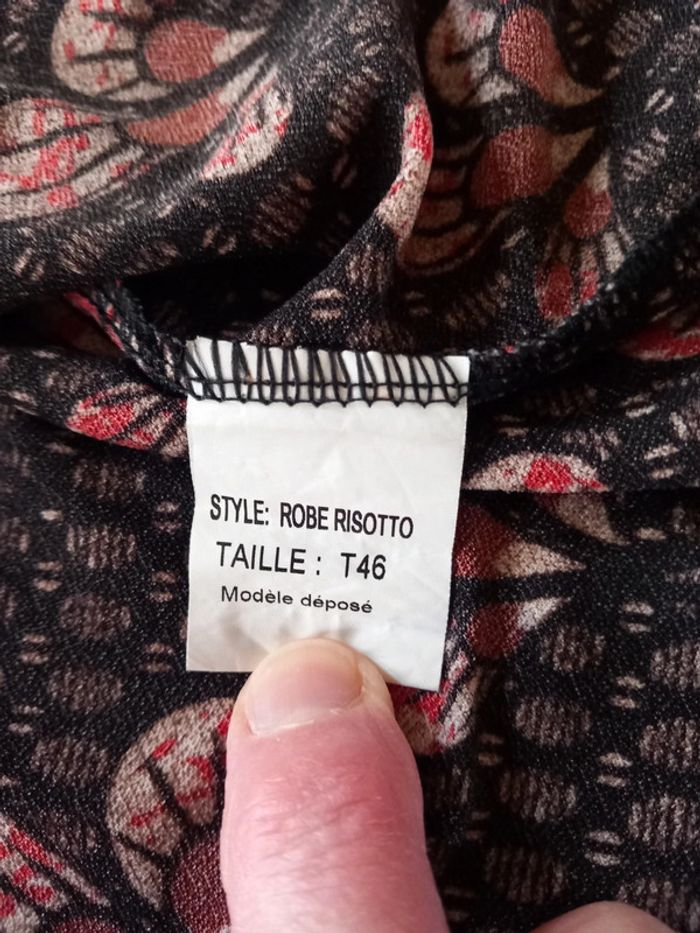 STYLE: ROBE RISOTTO
TAILLE : T46
Modèle déposé